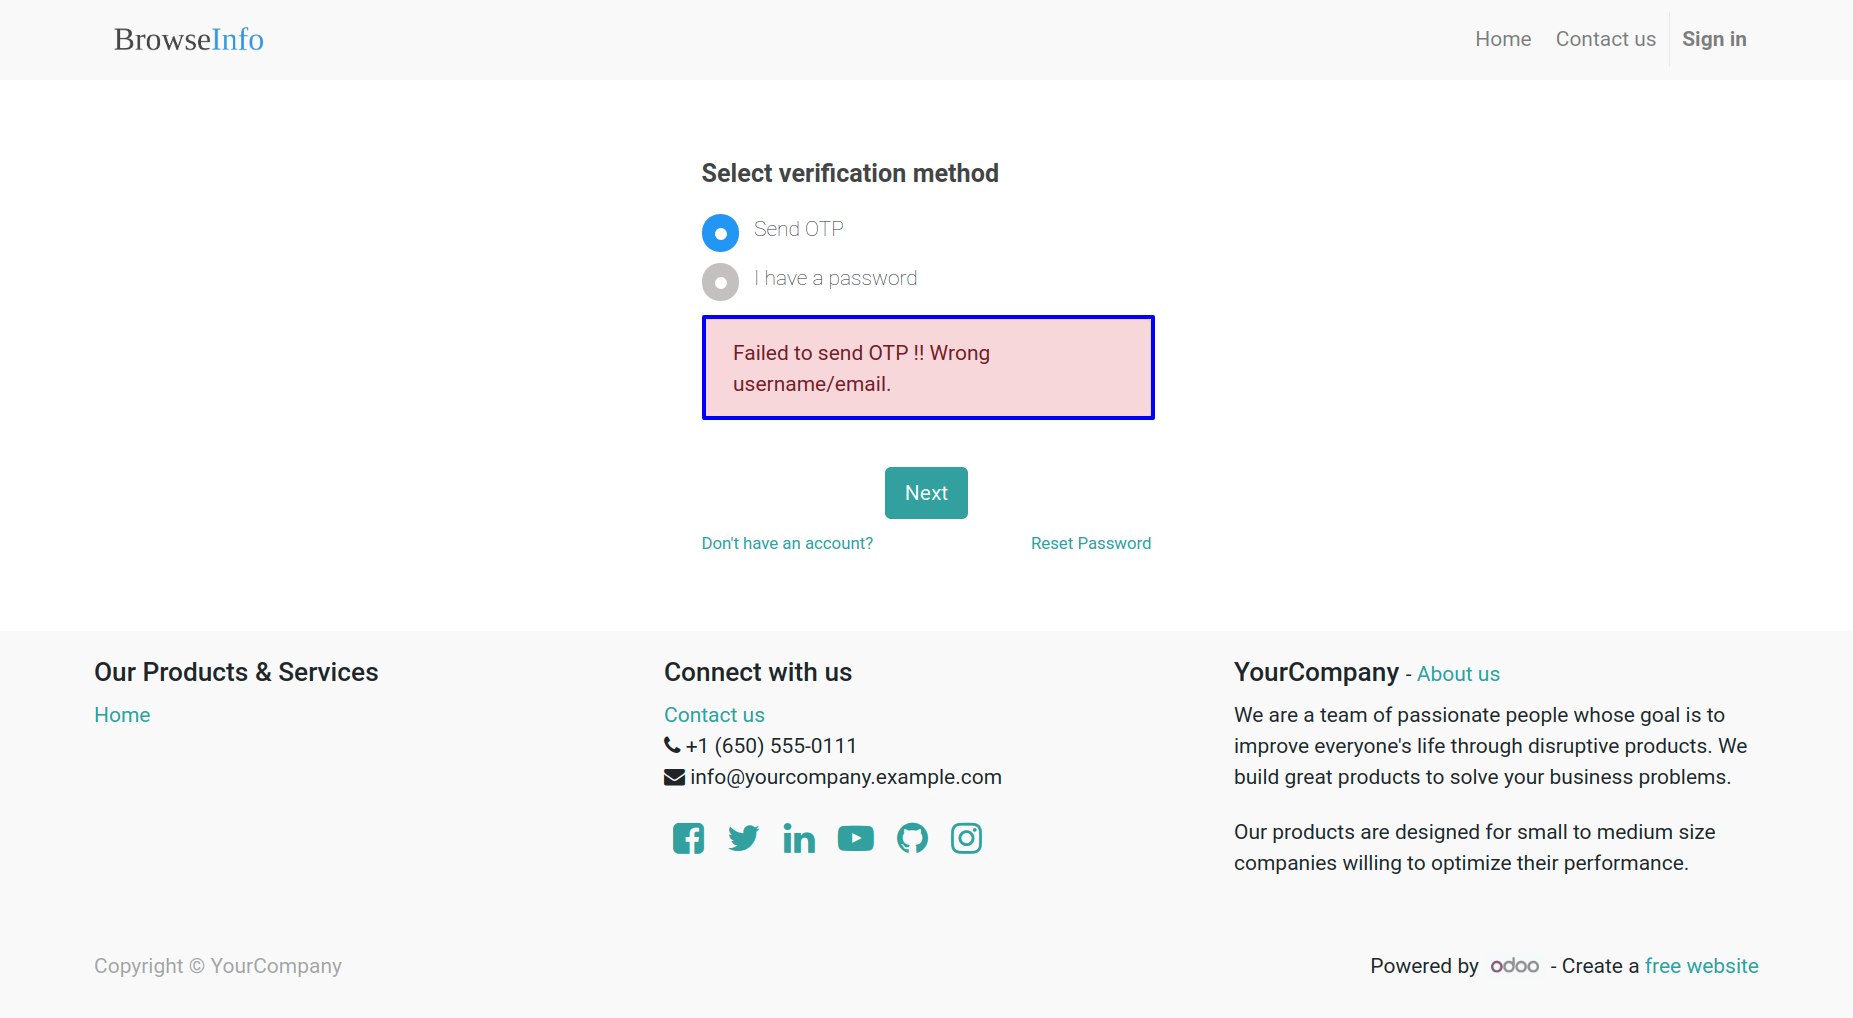 BrowseInfo
Home Contact us Sign in
Select verification method
Send OTP
I have a password
Failed to send OTP !! Wrong
username/email.
Next
Don't have an account? Reset Password
Our Products & Services
Home
Connect with us
Contact us
+1 (650) 555-0111
info@yourcompany.example.com
YourCompany - About us
We are a team of passionate people whose goal is to
improve everyone's life through disruptive products. We
build great products to solve your business problems.
Our products are designed for small to medium size
companies willing to optimize their performance.
Copyright © YourCompany
Powered by odoo - Create a free website